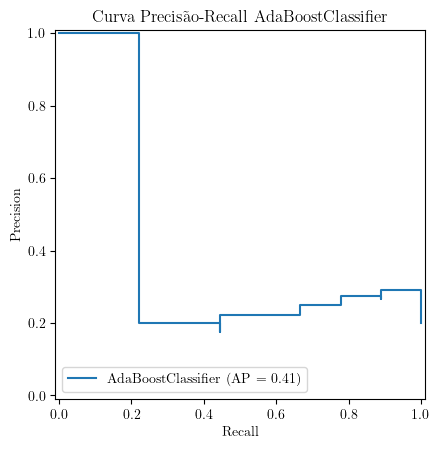 Curva Precisão-Recall AdaBoostClassifier
1.0
0.8
0.6
0.4
0.2
0.0
Precision
AdaBoostClassifier (AP = 0.41)
0.0 0.2 0.4 0.6 0.8 1.0
Recall